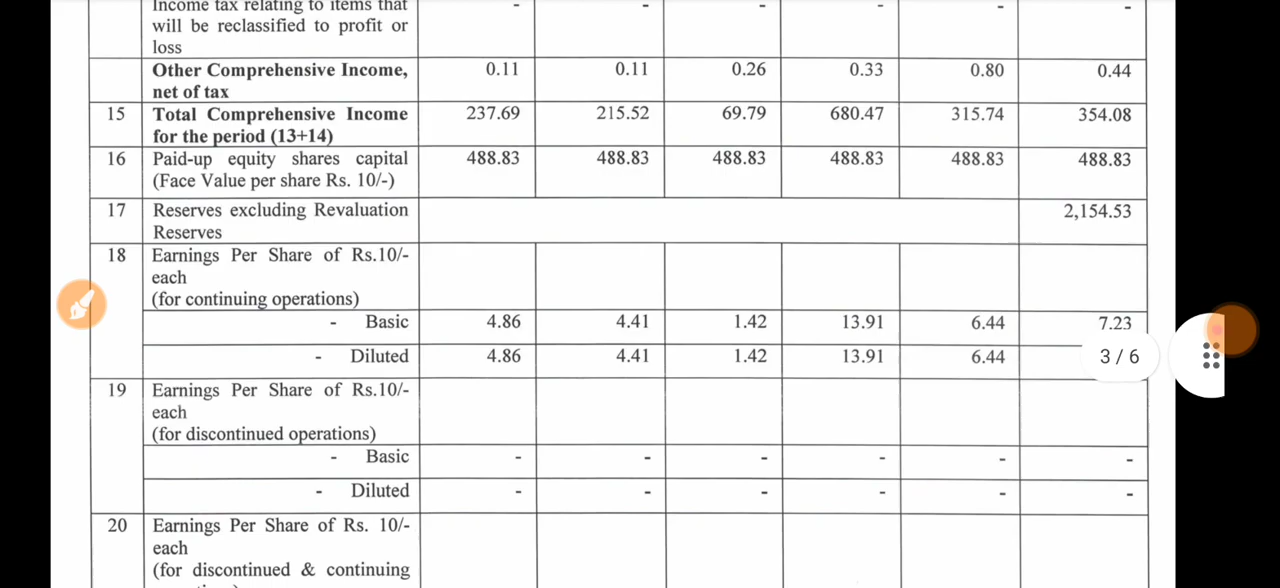 Income tax relating to items that - - - - - -
will be reclassified to profit or
loss
Other Comprehensive Income, 0.11 0.11 0.26 0.33 0.80 0.44
net of tax
15 Total Comprehensive Income 237.69 215.52 69.79 680.47 315.74 354.08
for the period (13+14)
16 Paid-up equity shares capital 488.83 488.83 488.83 488.83 488.83 488.83
(Face Value per share Rs. 10/-)
17 Reserves excluding Revaluation 2,154.53
Reserves
18 Earnings Per Share of Rs.10/-
each
(for continuing operations)
- Basic 4.86 4.41 1.42 13.91 6.44 7.23
- Diluted 4.86 4.41 1.42 13.91 6.44
3 / 6
19 Earnings Per Share of Rs.10/-
each
(for discontinued operations)
- Basic - - - - - -
- Diluted - - - - - -
20 Earnings Per Share of Rs. 10/-
each
(for discontinued & continuing